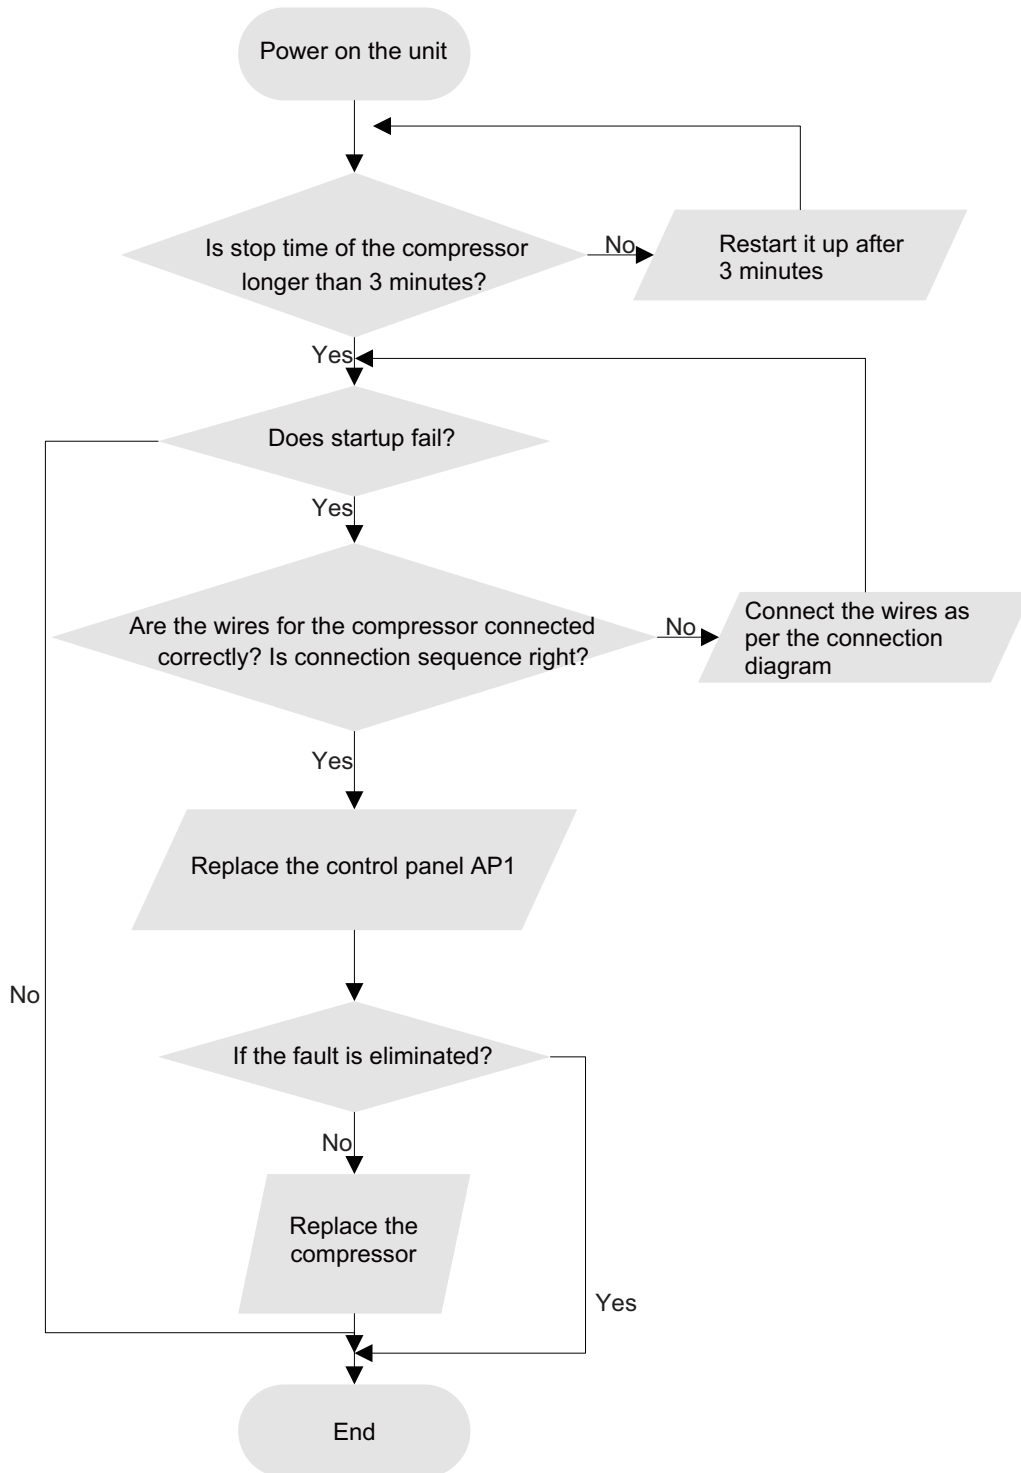 Power on the unit
Is stop time of the compressor
longer than 3 minutes?
No
Restart it up after
3 minutes
Yes
Does startup fail?
Yes
Are the wires for the compressor connected
correctly? Is connection sequence right?
No
Connect the wires as
per the connection
diagram
Yes
Replace the control panel AP1
No
If the fault is eliminated?
No
Replace the
compressor
Yes
End